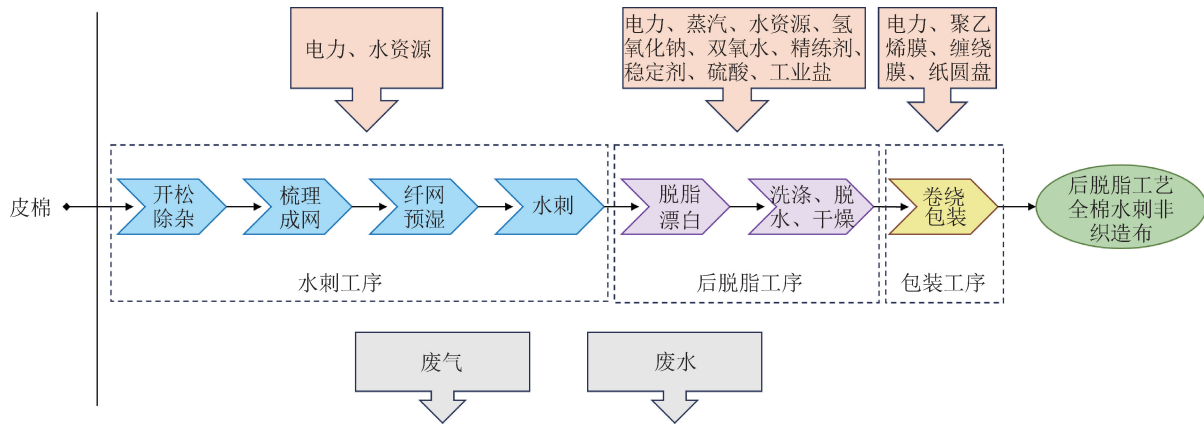 电力、水资源
电力、蒸汽、水资源、氢
氧化钠、双氧水、精练剂、
稳定剂、硫酸、工业盐
电力、聚乙
烯膜、缠绕
膜、纸圆盘
皮棉
开松
除杂
梳理
成网
纤网
预湿
水刺
脱脂
漂白
洗涤、脱
水、干燥
卷绕
包装
后脱脂工艺
全棉水刺非
织造布
水刺工序
后脱脂工序
包装工序
废气
废水